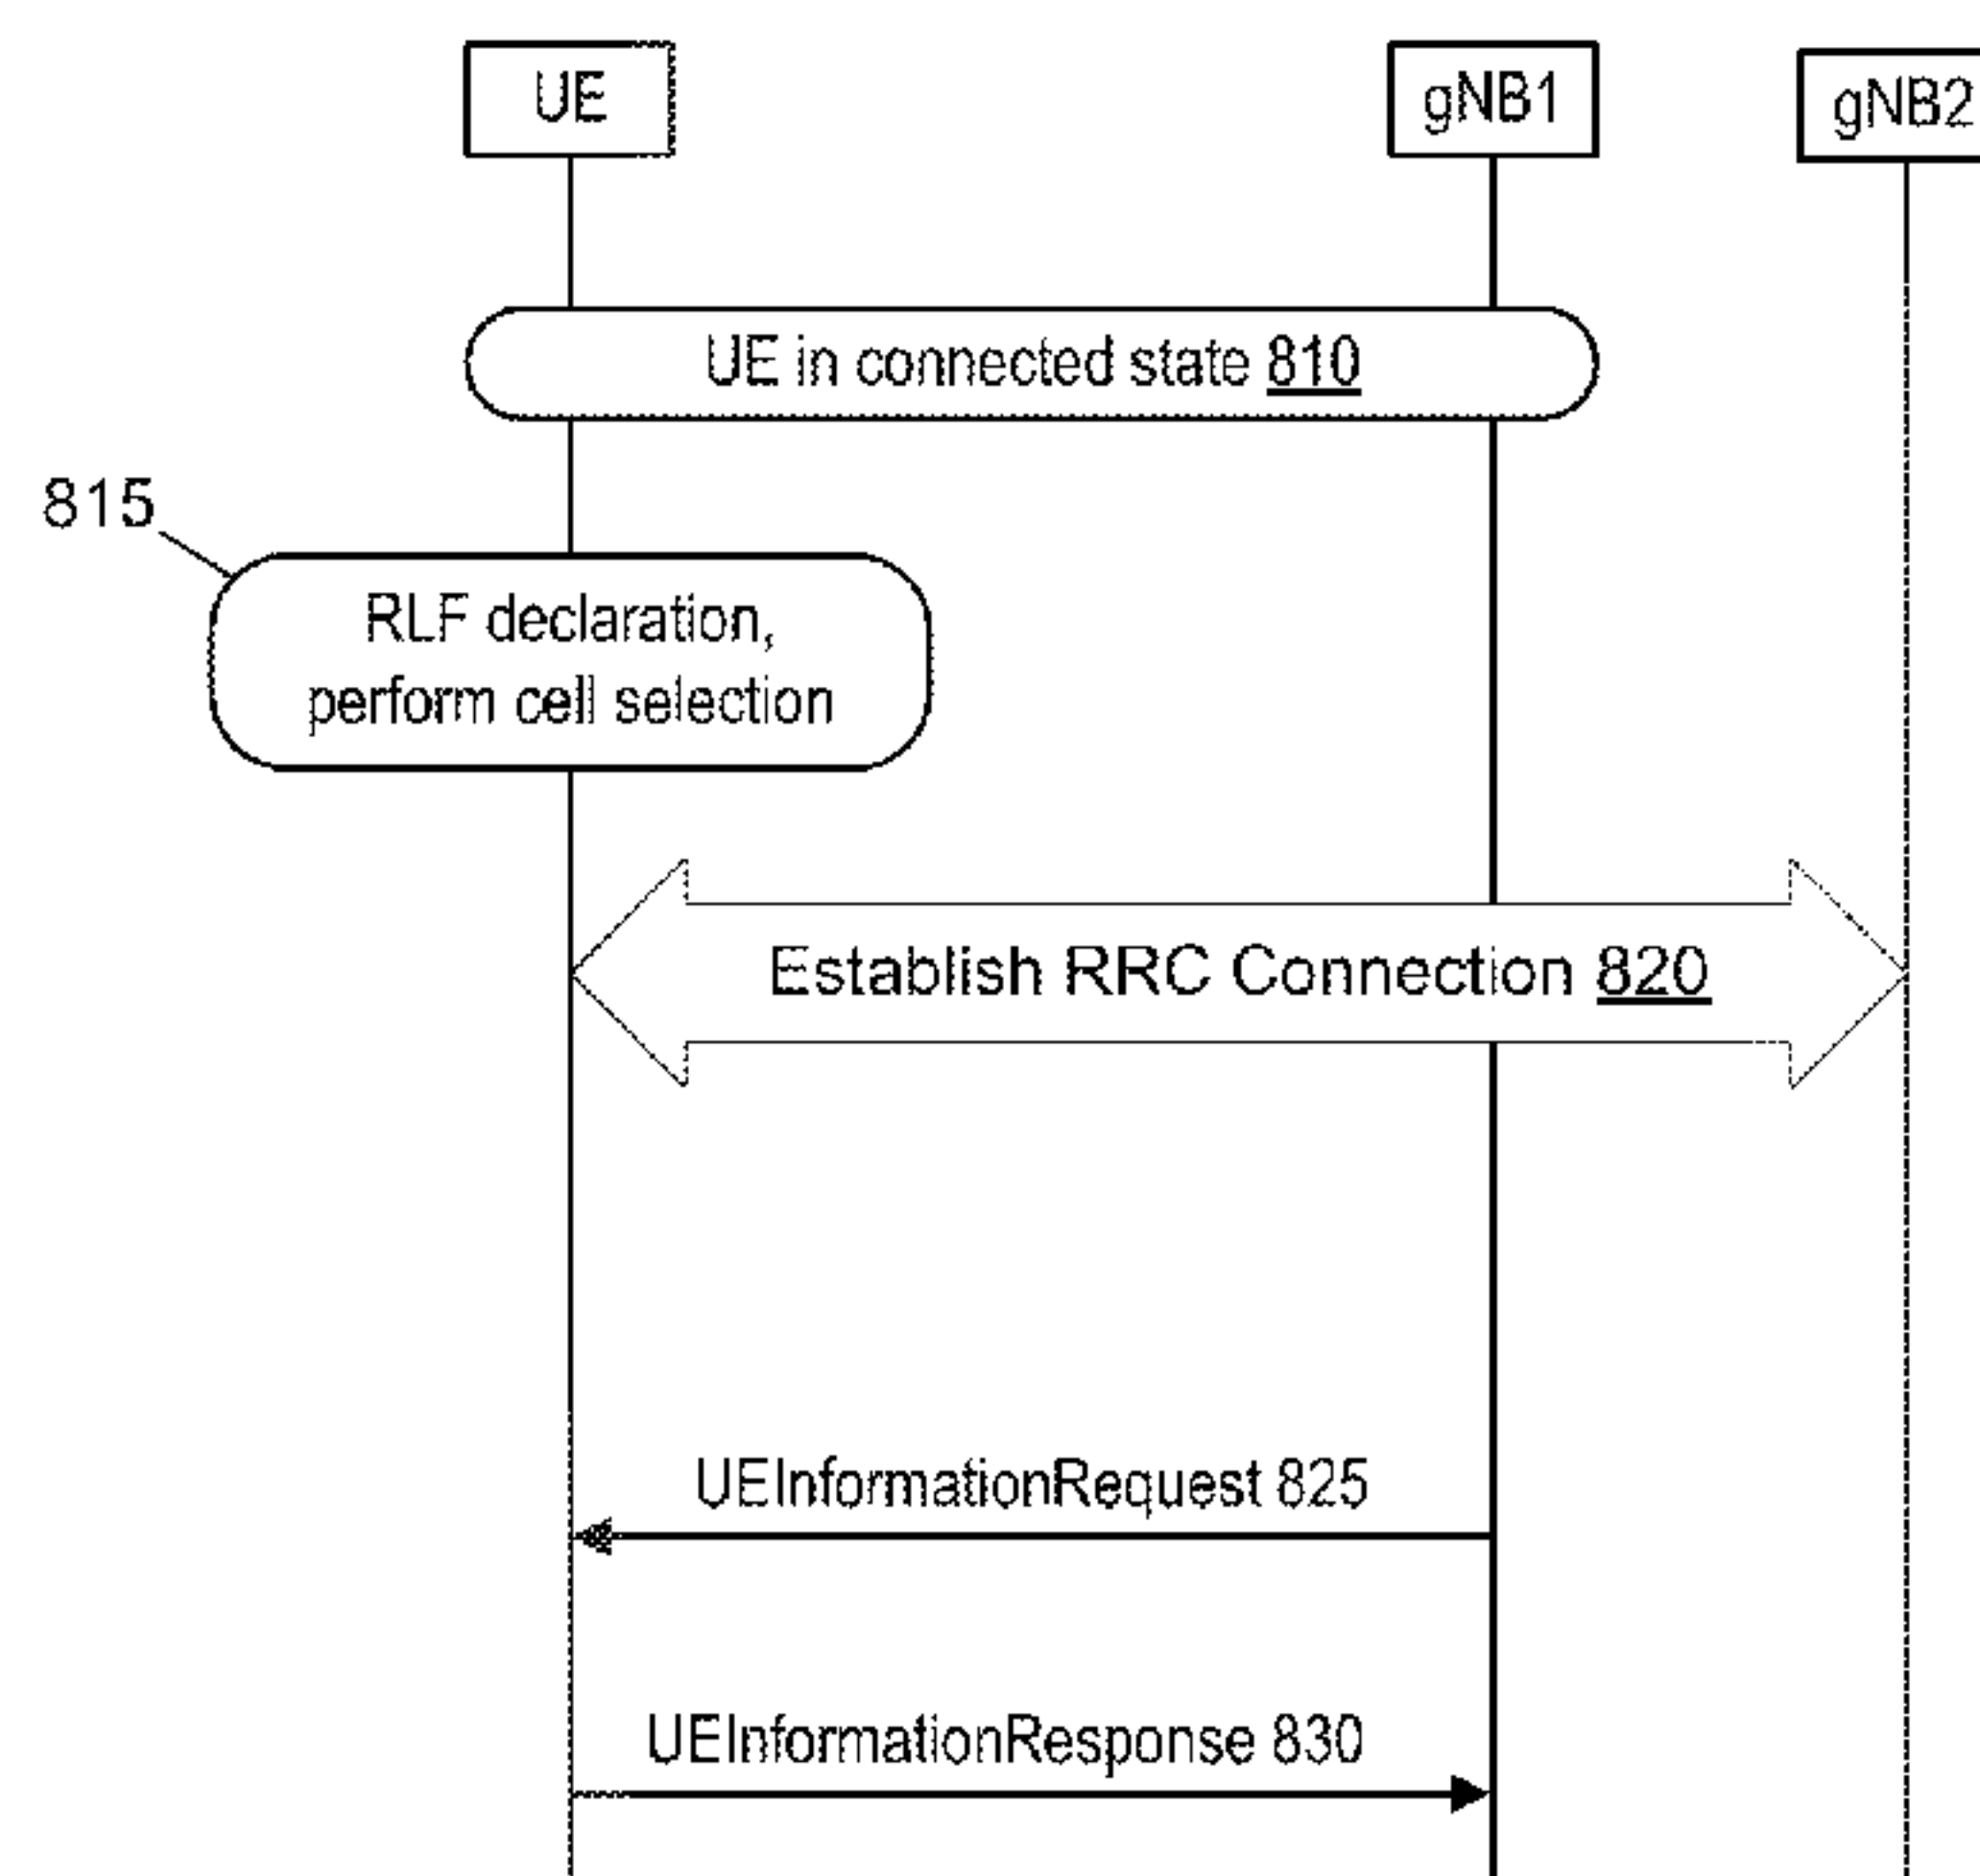 UE
gNB1
gNB2
UE in connected state 810
815
RLF declaration,
perform cell selection
Establish RRC Connection 820
UEInformationRequest 825
UEInformationResponse 830